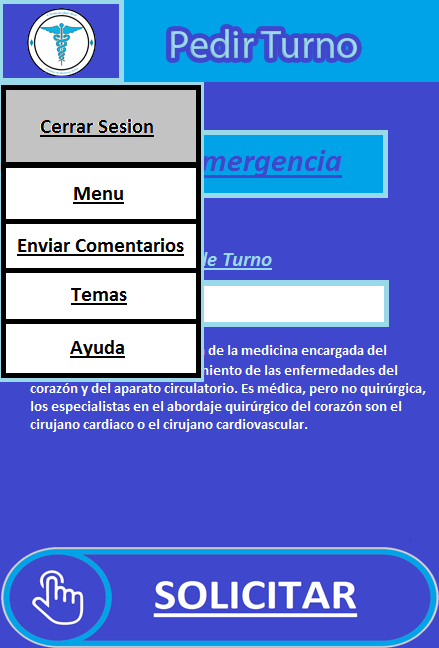 Pedir Turno
Cerrar Sesion
Menu
Enviar Comentarios
Temas
Ayuda
mergencia
de Turno
de la medicina encargada del
miento de las enfermedades del
corazón y del aparato circulatorio. Es médica, pero no quirúrgica,
los especialistas en el abordaje quirúrgico del corazón son el
cirujano cardiaco o el cirujano cardiovascular.
SOLICITAR